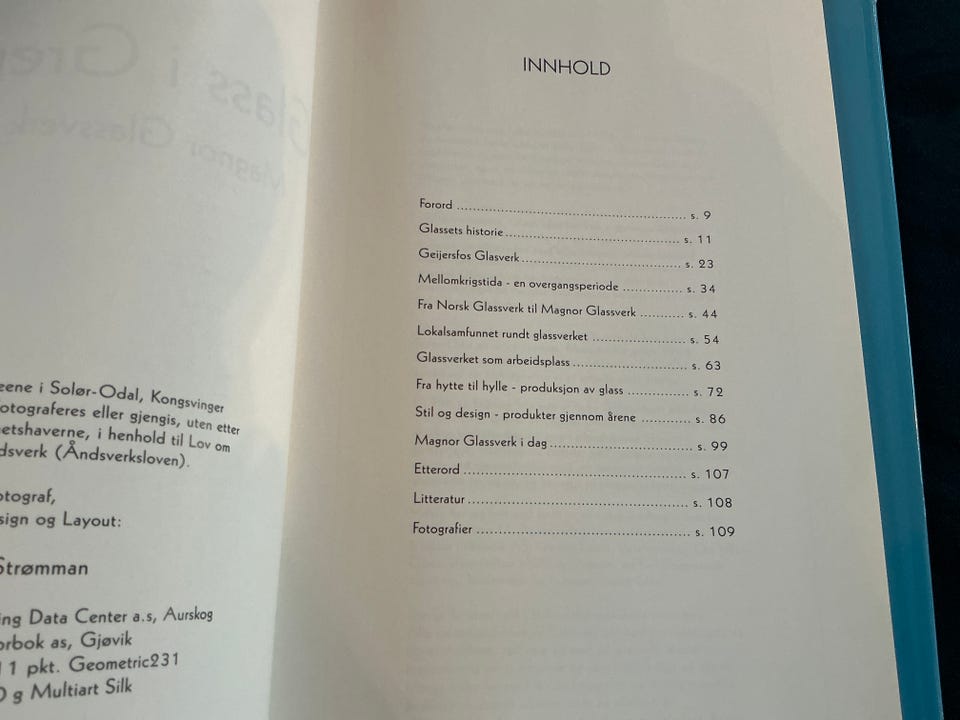 eene i Solør-Odal, Kongsvinger
otograferes eller gjengis, uten etter
etshaverne, i henhold til Lov om
dsverk (Åndsverksloven).
otograf,
sign og Layout:
Strømman
ing Data Center a.s, Aurskog
orbok as, Gjøvik
11 pkt. Geometric231
0 g Multiart Silk
INNHOLD
Forord ........ s. 9
Glassets historie ........ s. 11
Geijersfos Glasverk ........ s. 23
Mellomkrigstida - en overgangsperiode ........ s. 34
Fra Norsk Glassverk til Magnor Glassverk ........ s. 44
Lokalsamfunnet rundt glassverket ........ s. 54
Glassverket som arbeidsplass ........ s. 63
Fra hytte til hylle - produksjon av glass ........ s. 72
Stil og design - produkter gjennom årene ........ s. 86
Magnor Glassverk i dag ........ s. 99
Etterord ........ s. 107
Litteratur ........ s. 108
Fotografier ........ s. 109